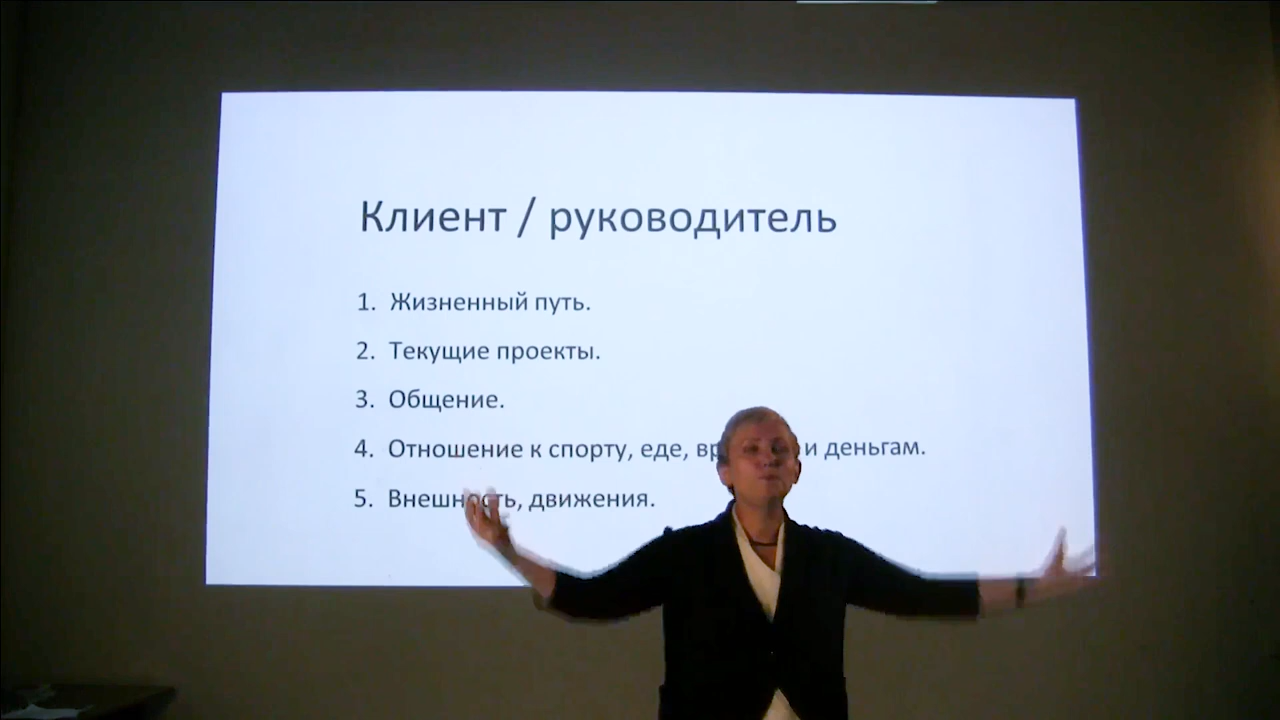 Клиент / руководитель
1. Жизненный путь.
2. Текущие проекты.
3. Общение.
4. Отношение к спорту, еде, и деньгам.
5. Внешность, движения.